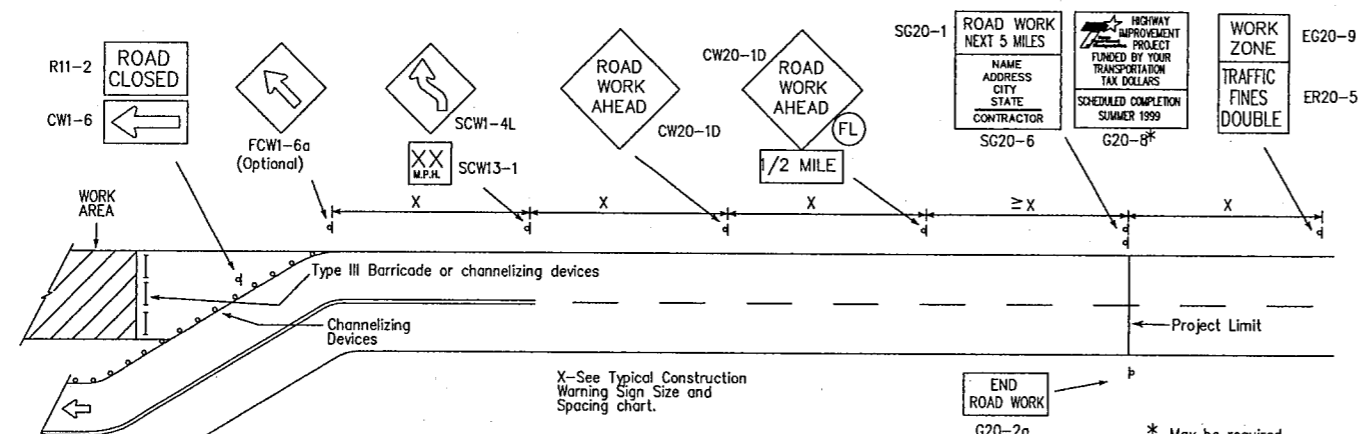 R11-2
ROAD
CLOSED
CW1-6
FCW1-6a
(Optional)
SCW1-4L
XX
M.P.H.
SCW13-1
ROAD
WORK
AHEAD
CW20-1D
CW20-1D
ROAD
WORK
AHEAD
FL
1/2 MILE
SG20-1
ROAD WORK
NEXT 5 MILES
NAME
ADDRESS
CITY
STATE
CONTRACTOR
SG20-6
HIGHWAY
IMPROVEMENT
PROJECT
FUNDED BY YOUR
TRANSPORTATION
TAX DOLLARS
SCHEDULED COMPLETION
SUMMER 1999
G20-8*
WORK
ZONE
EG20-9
TRAFFIC
FINES
DOUBLE
ER20-5
WORK
AREA
X
X
X
≥X
X
Type III Barricade or channelizing devices
Channelizing
Devices
Project Limit
X-See Typical Construction
Warning Sign Size and
Spacing chart.
END
ROAD WORK
G20-2a
* May be required